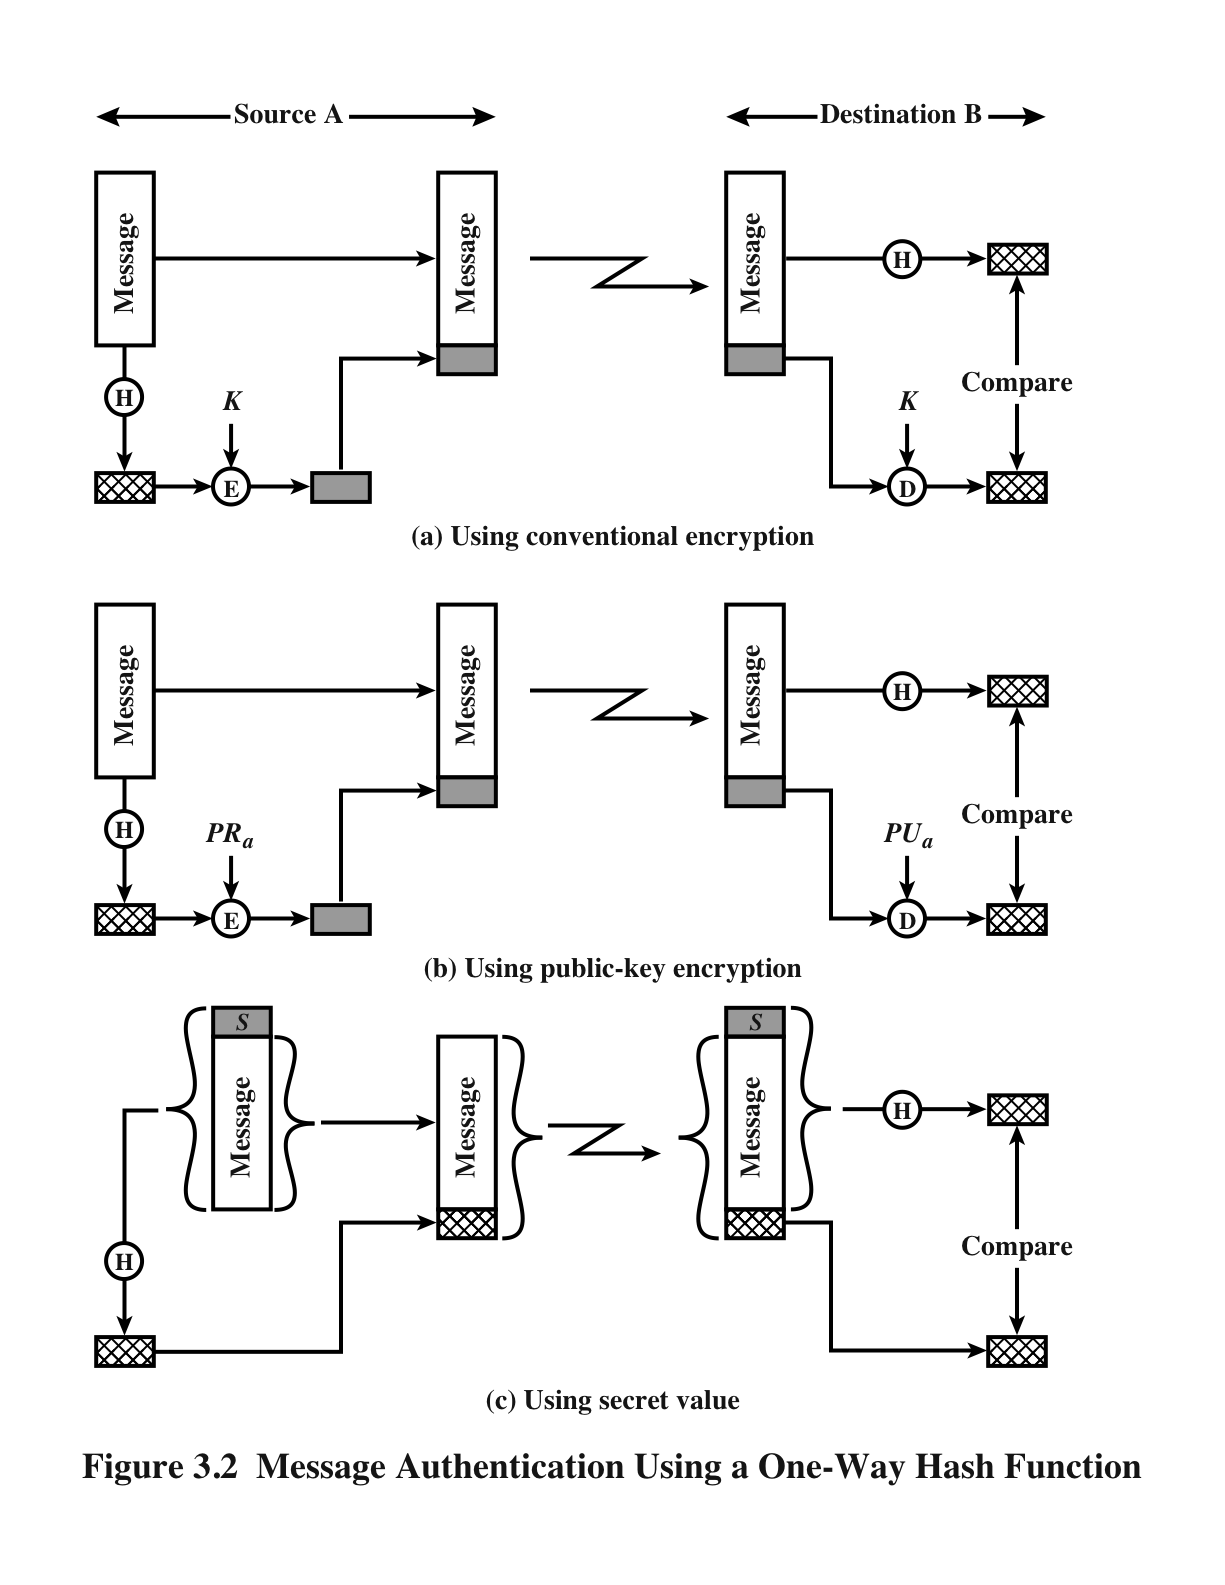 Source A
Destination B
Message
Message
Message
H
H
K
K
Compare
E
D
(a) Using conventional encryption
Message
Message
Message
H
H
PRa
PUa
Compare
E
D
(b) Using public-key encryption
S
S
Message
Message
Message
H
H
Compare
(c) Using secret value
Figure 3.2 Message Authentication Using a One-Way Hash Function